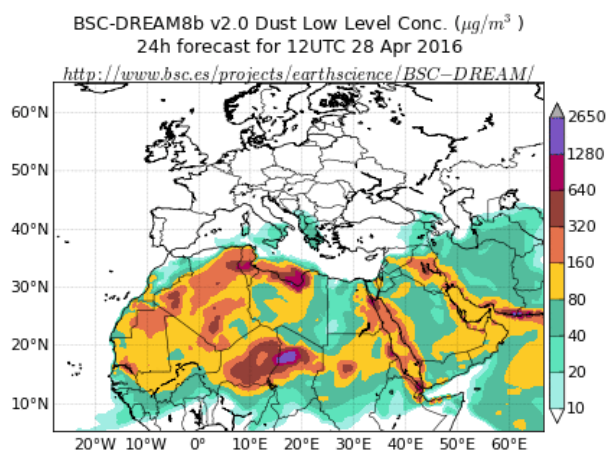 BSC-DREAM8b v2.0 Dust Low Level Conc. (μg/m³ )
24h forecast for 12UTC 28 Apr 2016
http://www.bsc.es/projects/earthscience/BSC−DREAM/
60°N
50°N
40°N
30°N
20°N
10°N
20°W 10°W 0° 10°E 20°E 30°E 40°E 50°E 60°E
2650
1280
640
320
160
80
40
20
10